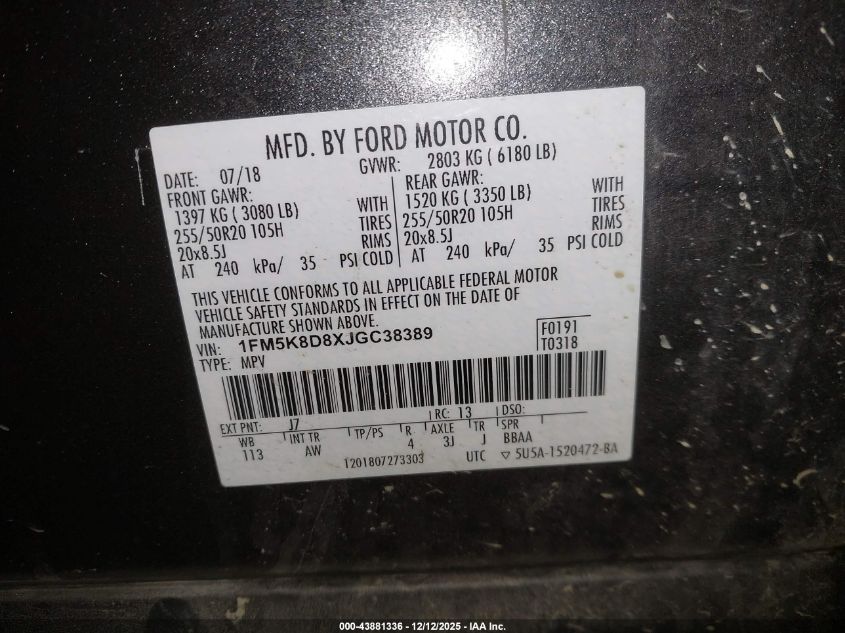 MFD. BY FORD MOTOR CO.
DATE: 07/18 GVWR: 2803 KG ( 6180 LB)
FRONT GAWR: REAR GAWR:
1397 KG ( 3080 LB) WITH 1520 KG ( 3350 LB) WITH
255/50R20 105H TIRES 255/50R20 105H TIRES
20x8.5J RIMS 20x8.5J RIMS
AT 240 kPa/ 35 PSI COLD AT 240 kPa/ 35 PSI COLD
THIS VEHICLE CONFORMS TO ALL APPLICABLE FEDERAL MOTOR
VEHICLE SAFETY STANDARDS IN EFFECT ON THE DATE OF
MANUFACTURE SHOWN ABOVE.
VIN: 1FM5K8D8XJGC38389 F0191
TYPE: MPV T0318
EXT PNT: J7 RC: 13 DSO:
WB INT TR TP/PS R AXLE TR SPR
113 AW 4 3J J BBAA
T201807273303 UTC ▽ 5U5A-1520472-BA
000-43881336 - 12/12/2025 - IAA Inc.